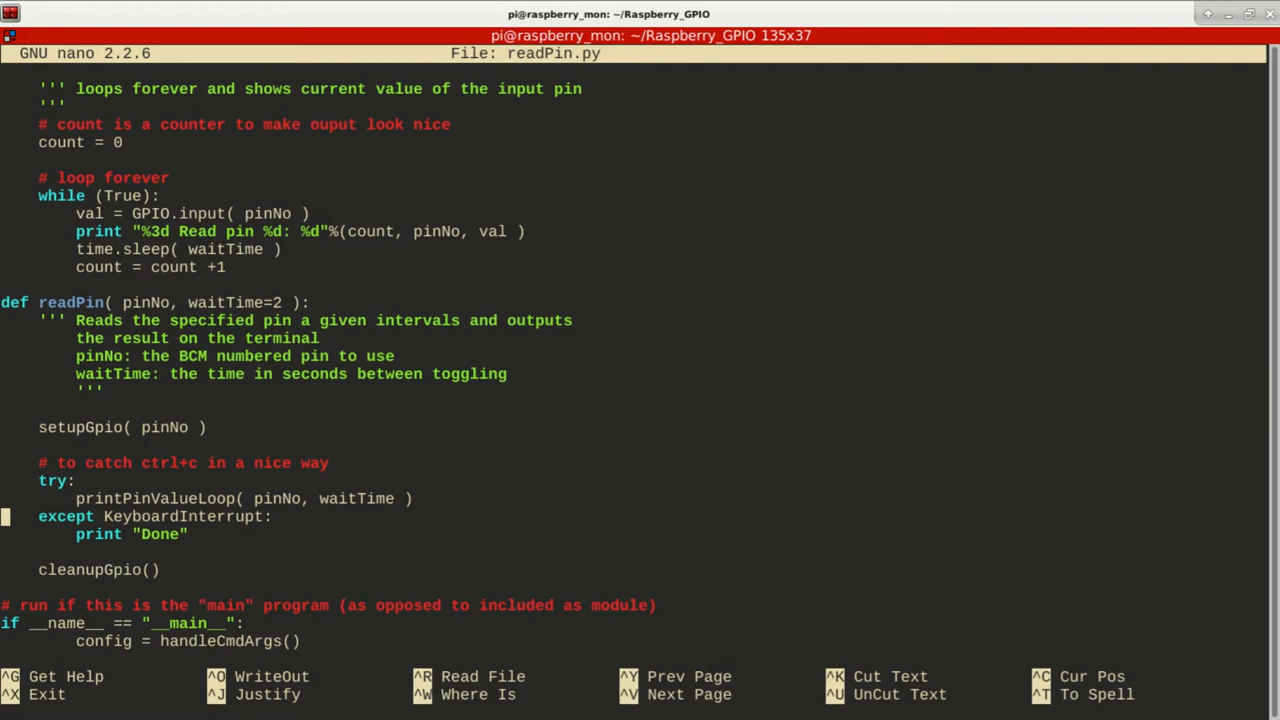 pi@raspberry_mon: ~/Raspberry_GPIO
pi@raspberry_mon: ~/Raspberry_GPIO 135x37
GNU nano 2.2.6 File: readPin.py
''' loops forever and shows current value of the input pin
'''
# count is a counter to make ouput look nice
count = 0
# loop forever
while (True):
val = GPIO.input( pinNo )
print "%3d Read pin %d: %d"%(count, pinNo, val )
time.sleep( waitTime )
count = count +1
def readPin( pinNo, waitTime=2 ):
''' Reads the specified pin a given intervals and outputs
the result on the terminal
pinNo: the BCM numbered pin to use
waitTime: the time in seconds between toggling
'''
setupGpio( pinNo )
# to catch ctrl+c in a nice way
try:
printPinValueLoop( pinNo, waitTime )
except KeyboardInterrupt:
print "Done"
cleanupGpio()
# run if this is the "main" program (as opposed to included as module)
if __name__ == "__main__":
config = handleCmdArgs()
^G Get Help ^O WriteOut ^R Read File ^Y Prev Page ^K Cut Text ^C Cur Pos
^X Exit ^J Justify ^W Where Is ^V Next Page ^U UnCut Text ^T To Spell